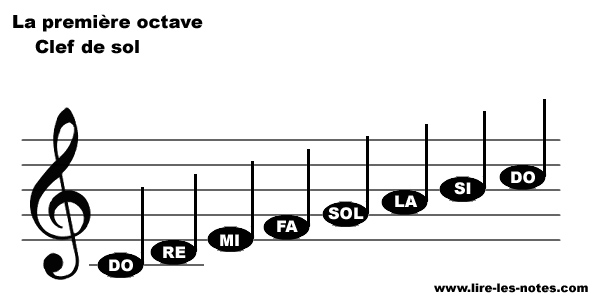 La première octave
Clef de sol
DO RE MI FA SOL LA SI DO
www.lire-les-notes.com